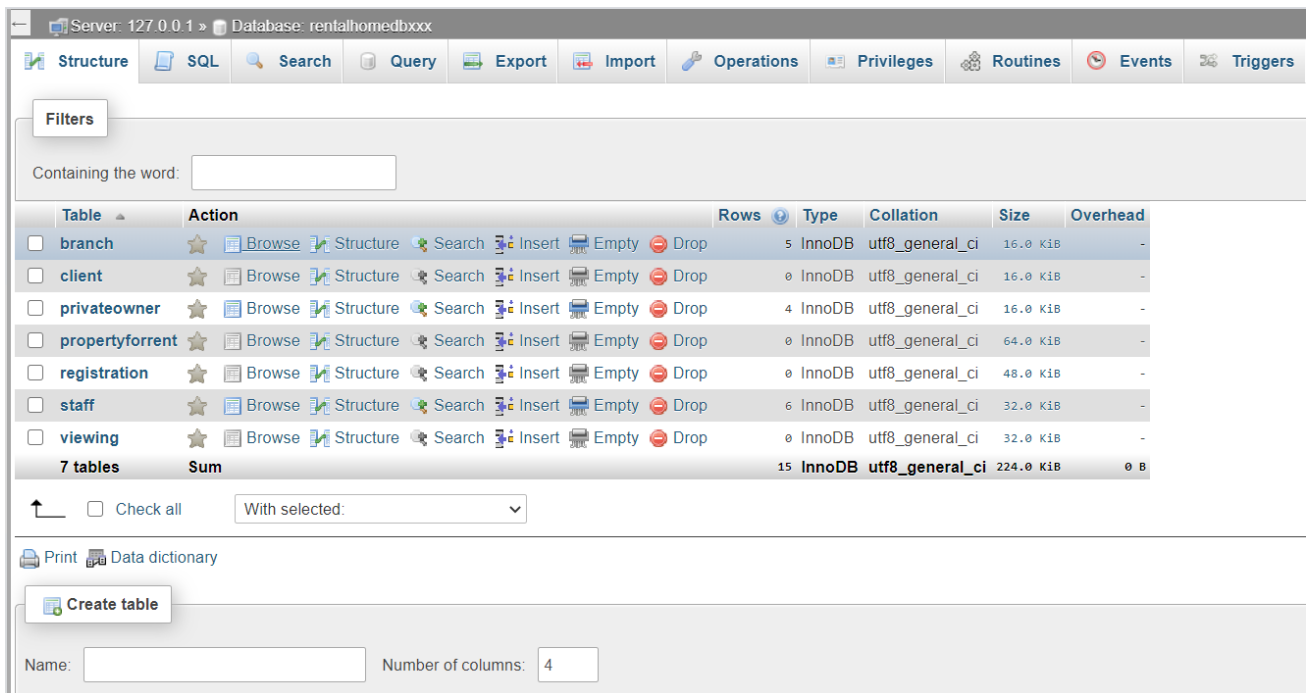 Server: 127.0.0.1 » Database: rentalhomedbxxx
Structure SQL Search Query Export Import Operations Privileges Routines Events Triggers
Filters
Containing the word:
Table Action Rows Type Collation Size Overhead
branch Browse Structure Search Insert Empty Drop 5 InnoDB utf8_general_ci 16.0 KiB -
client Browse Structure Search Insert Empty Drop 0 InnoDB utf8_general_ci 16.0 KiB -
privateowner Browse Structure Search Insert Empty Drop 4 InnoDB utf8_general_ci 16.0 KiB -
propertyforrent Browse Structure Search Insert Empty Drop 0 InnoDB utf8_general_ci 64.0 KiB -
registration Browse Structure Search Insert Empty Drop 0 InnoDB utf8_general_ci 48.0 KiB -
staff Browse Structure Search Insert Empty Drop 6 InnoDB utf8_general_ci 32.0 KiB -
viewing Browse Structure Search Insert Empty Drop 0 InnoDB utf8_general_ci 32.0 KiB -
7 tables Sum 15 InnoDB utf8_general_ci 224.0 KiB 0 B
Check all With selected:
Print Data dictionary
Create table
Name: Number of columns: 4